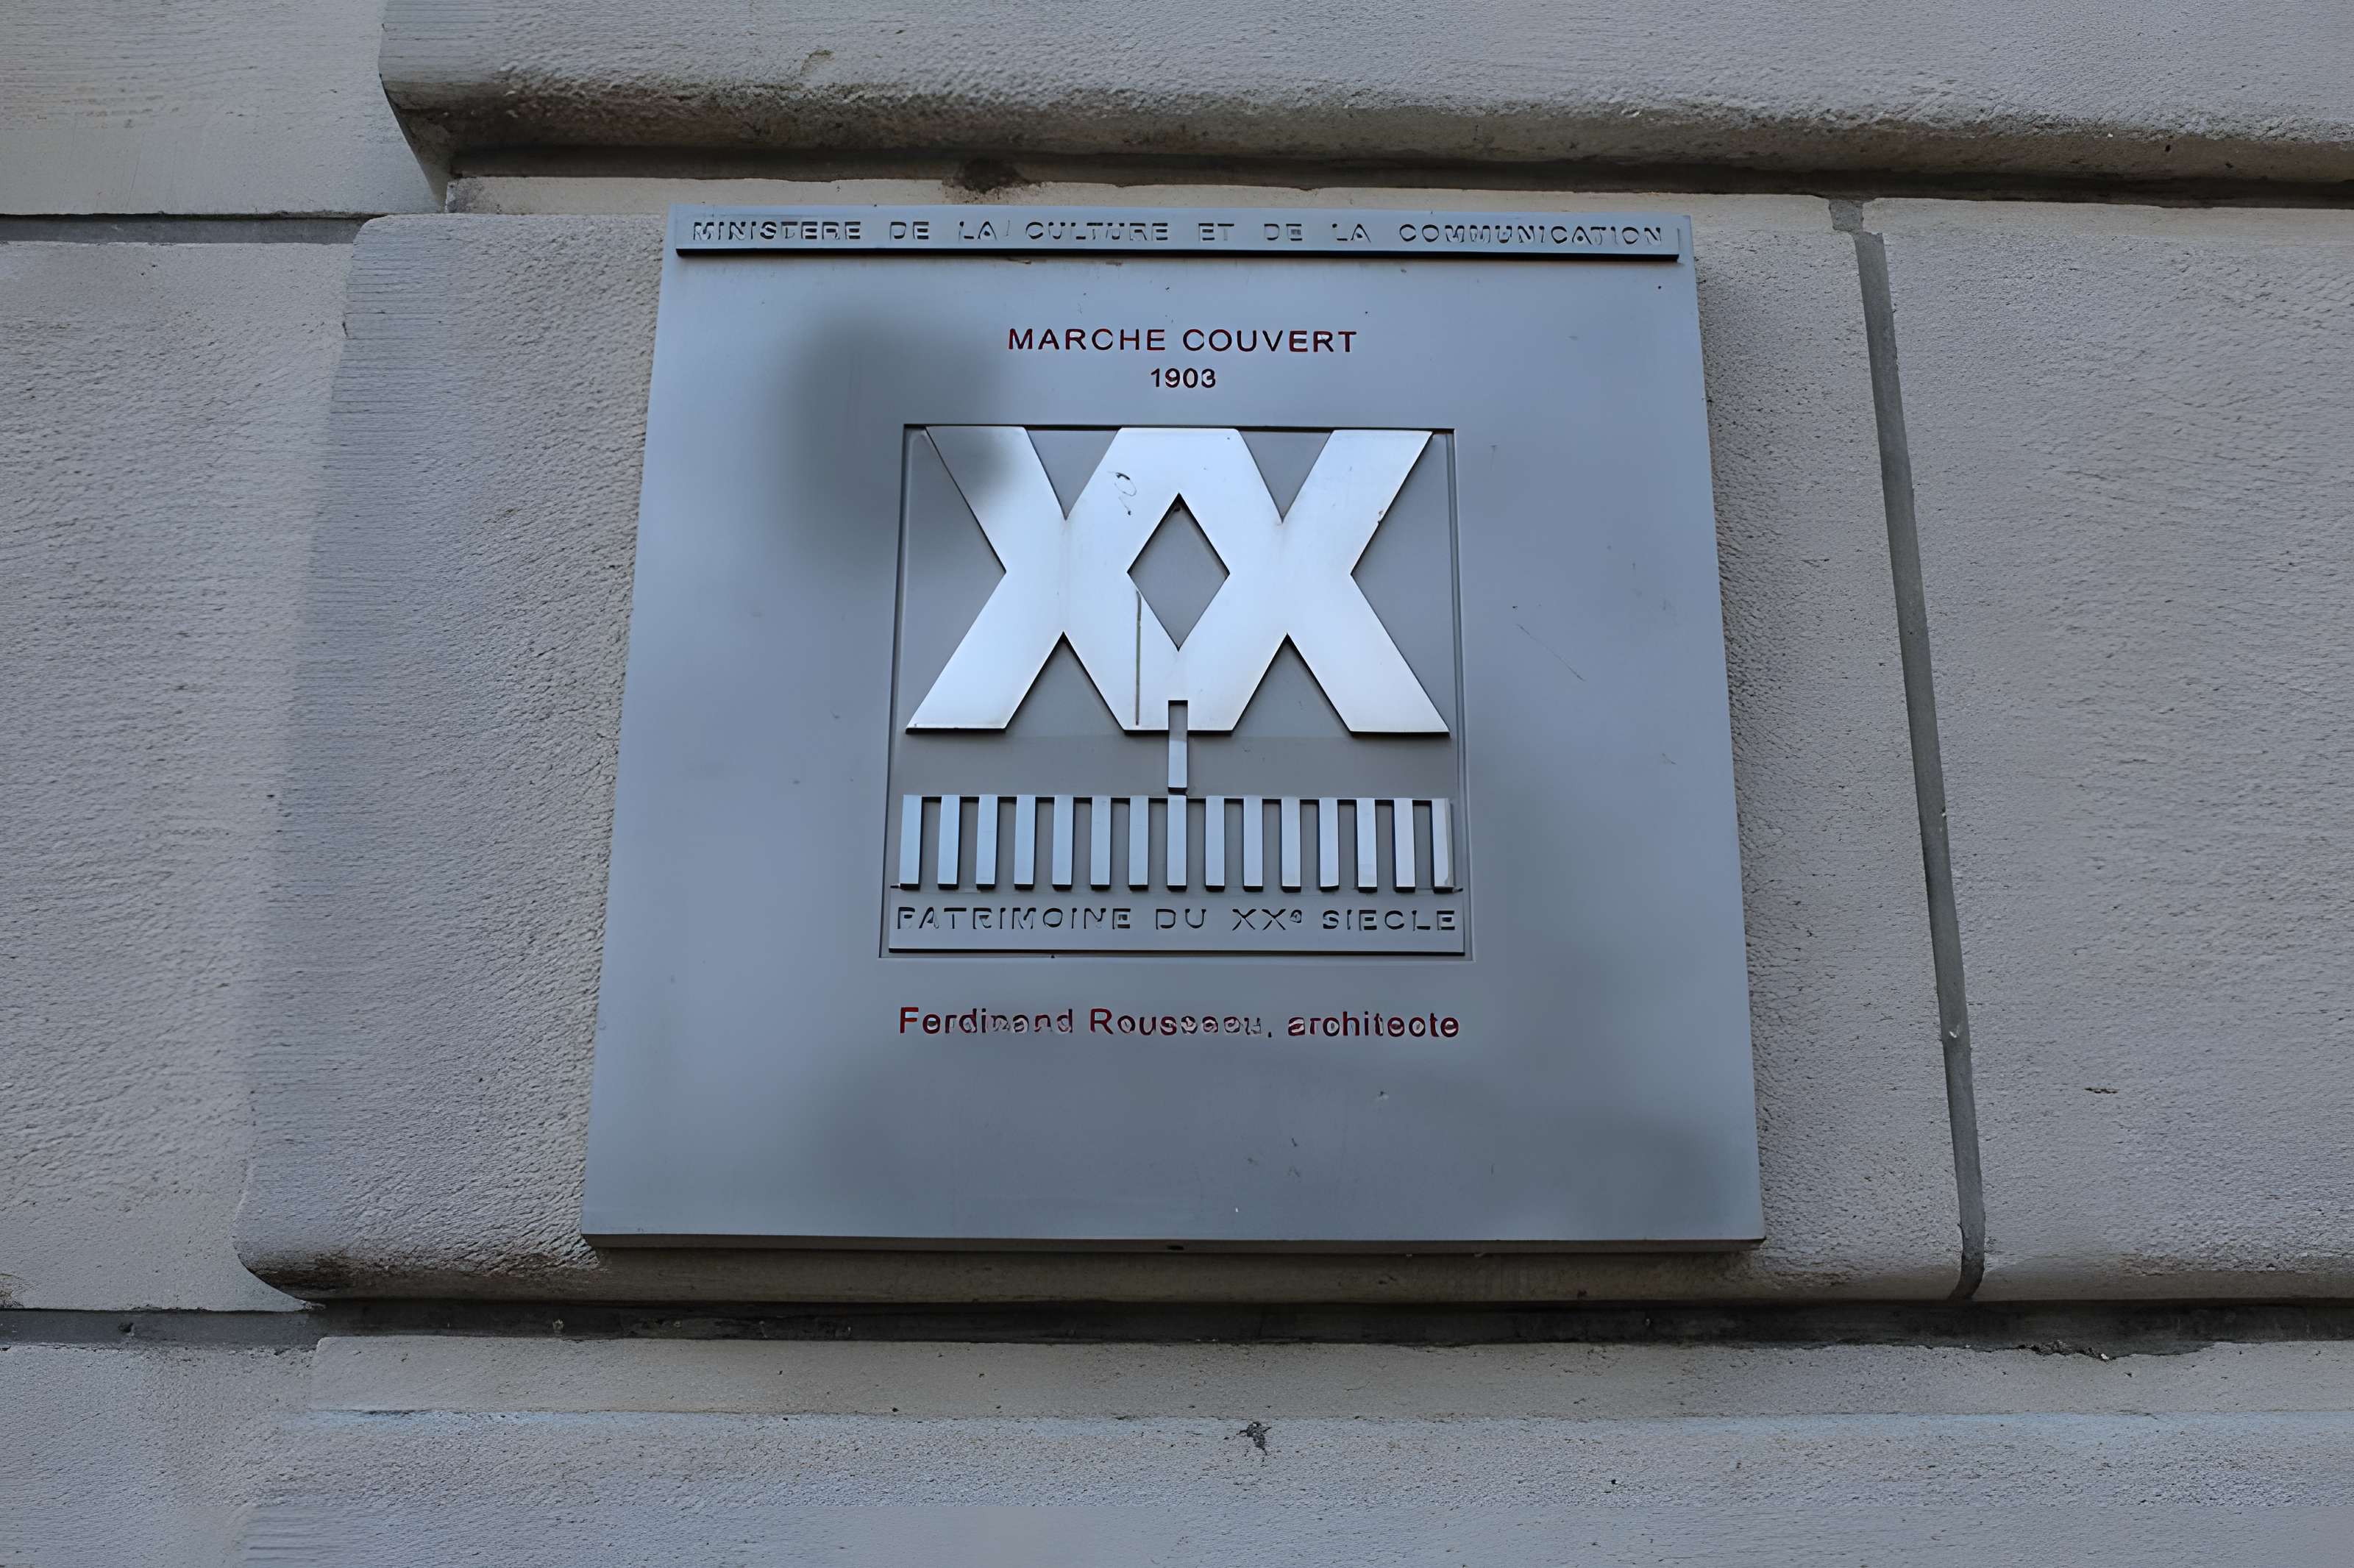 MINISTERE DE LA CULTURE ET DE LA COMMUNICATION
MARCHE COUVERT
1903
XX
PATRIMOINE DU XXe SIECLE
Ferdinand Rousseau, architecte